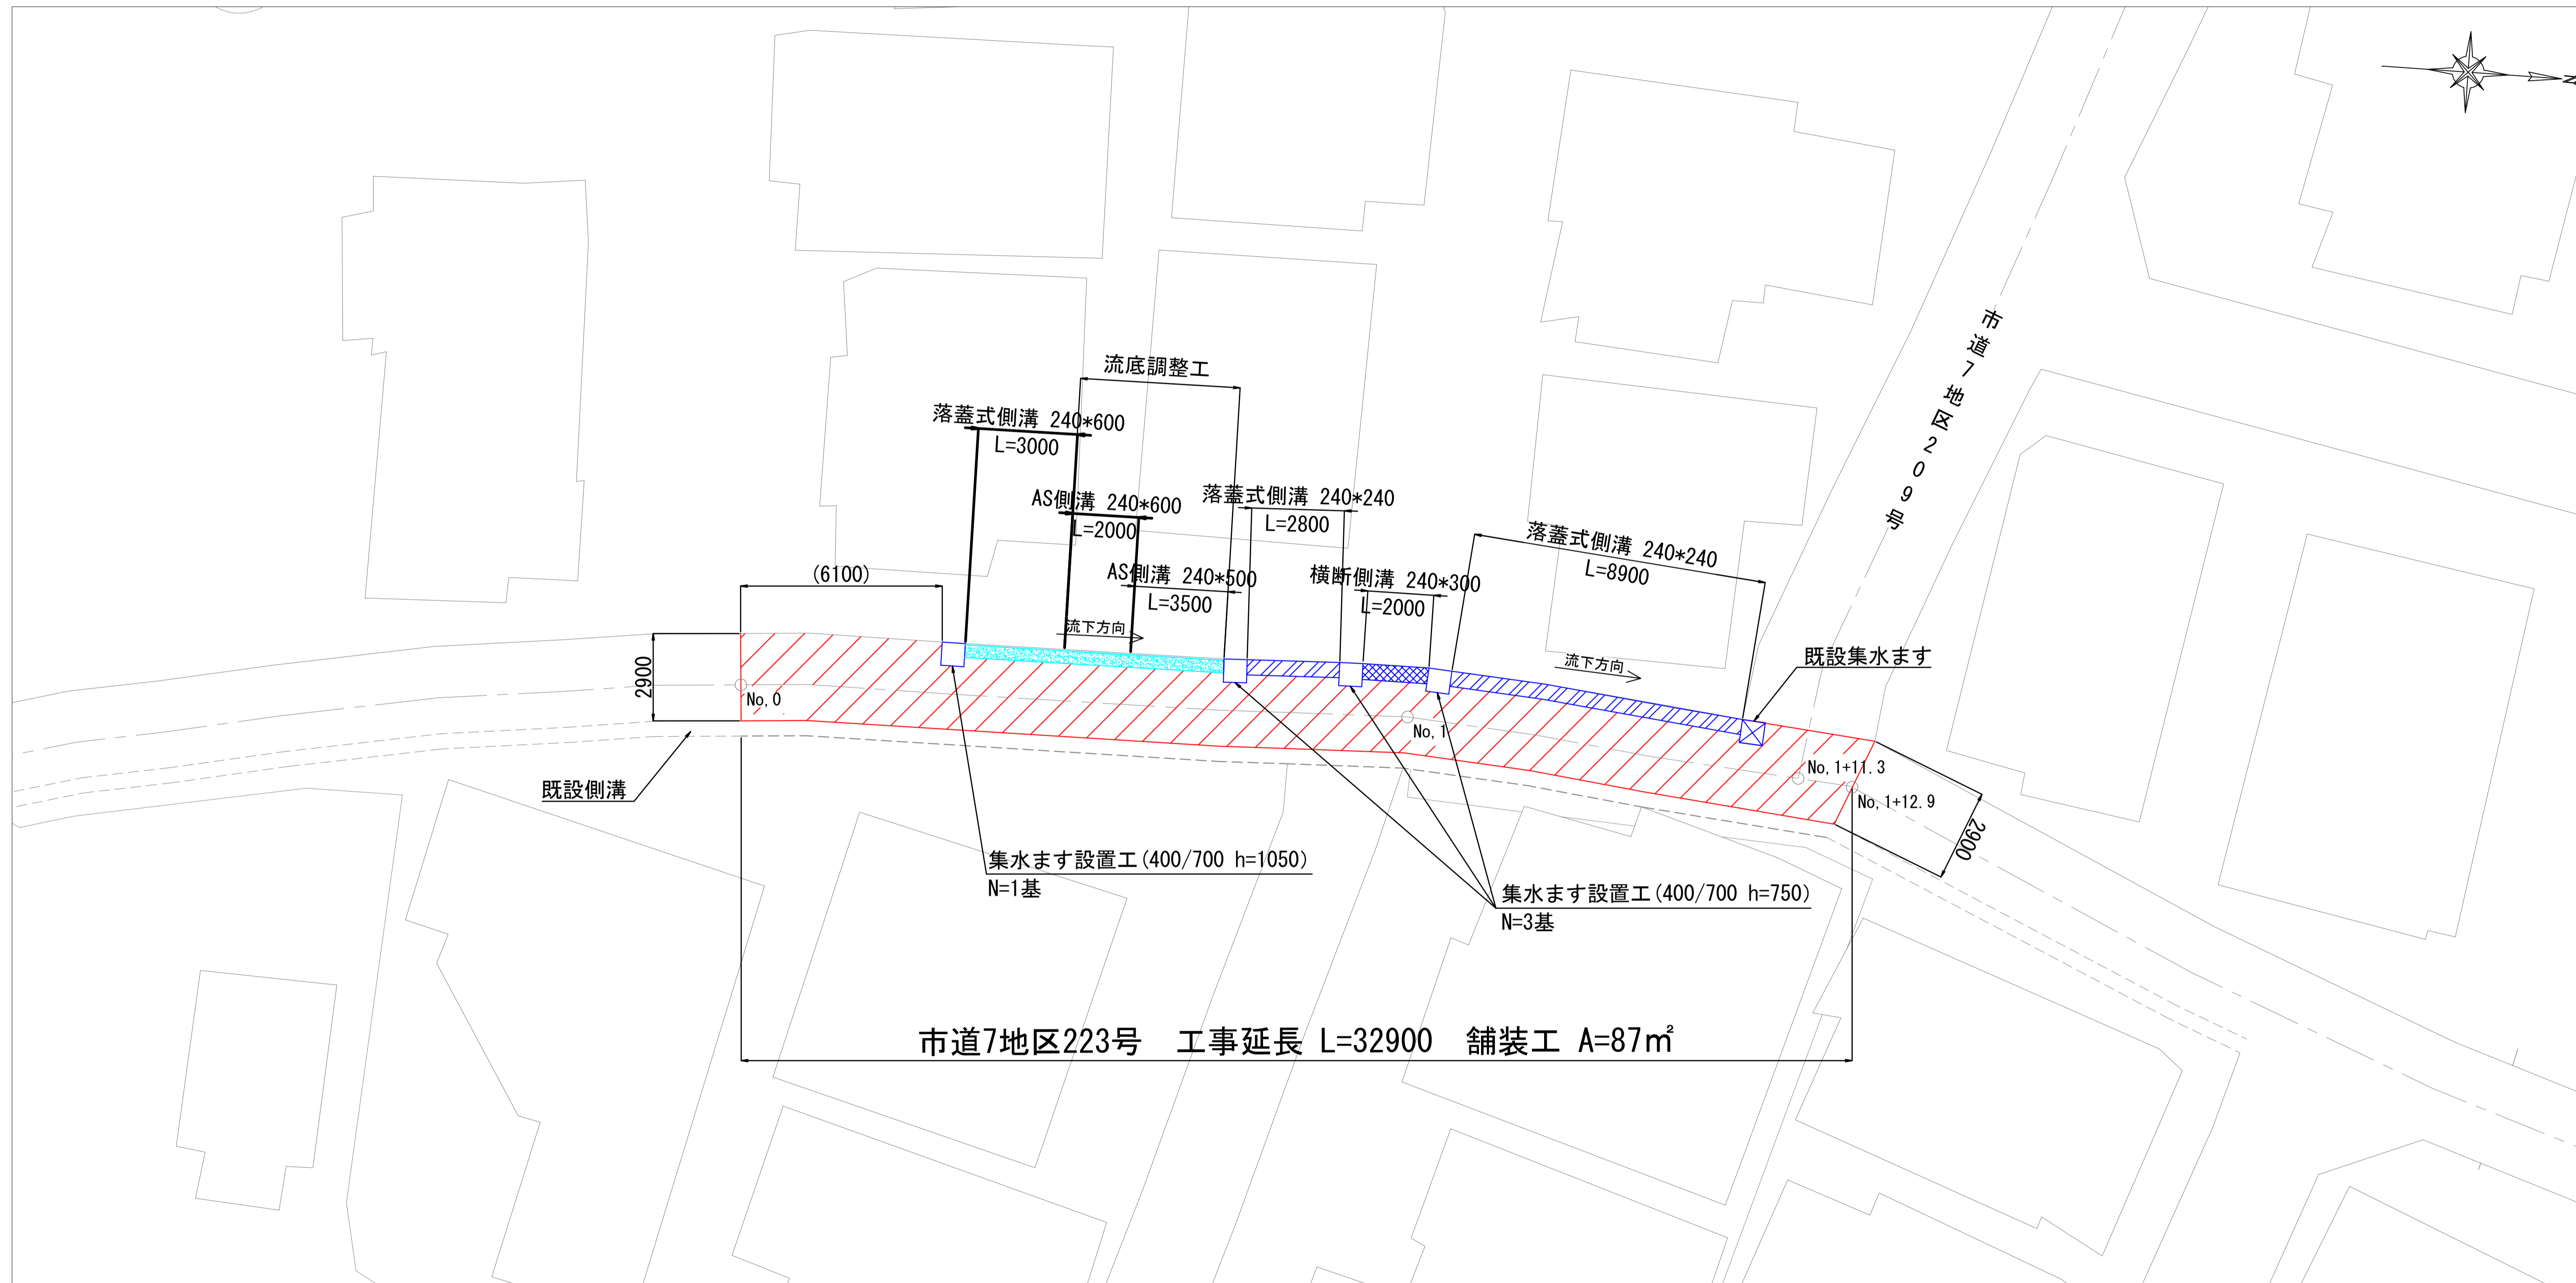 N
市道7地区209号
流底調整工
落蓋式側溝 240*600
L=3000
AS側溝 240*600
L=2000
落蓋式側溝 240*240
L=2800
落蓋式側溝 240*240
L=8900
(6100)
AS側溝 240*500
L=3500
横断側溝 240*300
L=2000
流下方向
流下方向
既設集水ます
2900
No,0
No,1
No,1+11.3
No,1+12.9
2900
既設側溝
集水ます設置工(400/700 h=1050)
N=1基
集水ます設置工(400/700 h=750)
N=3基
市道7地区223号 工事延長 L=32900 舗装工 A=87㎡